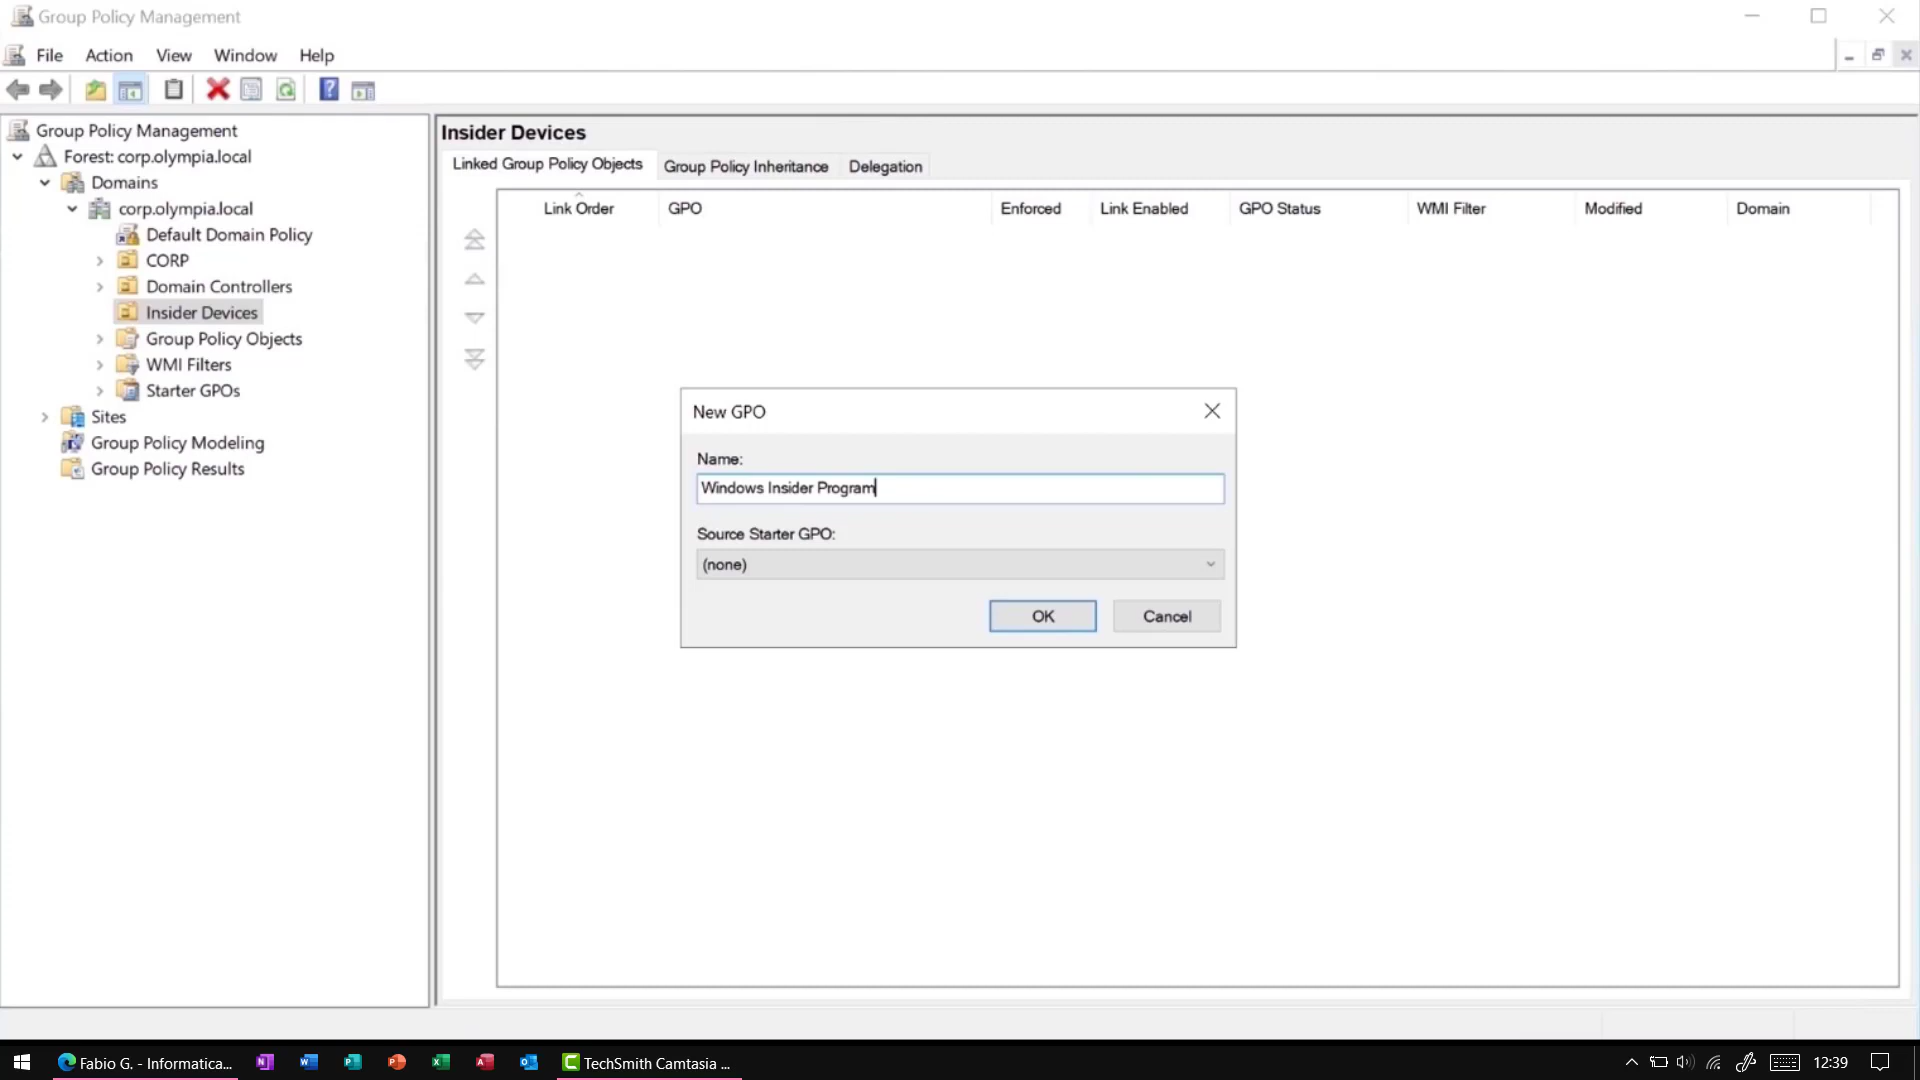 Group Policy Management
File Action View Window Help
Group Policy Management
Forest: corp.olympia.local
Domains
corp.olympia.local
Default Domain Policy
CORP
Domain Controllers
Insider Devices
Group Policy Objects
WMI Filters
Starter GPOs
Sites
Group Policy Modeling
Group Policy Results
Insider Devices
Linked Group Policy Objects Group Policy Inheritance Delegation
Link Order GPO Enforced Link Enabled GPO Status WMI Filter Modified Domain
New GPO
Name:
Windows Insider Program
Source Starter GPO:
(none)
OK Cancel
Fabio G. - Informatica... TechSmith Camtasia ... 12:39